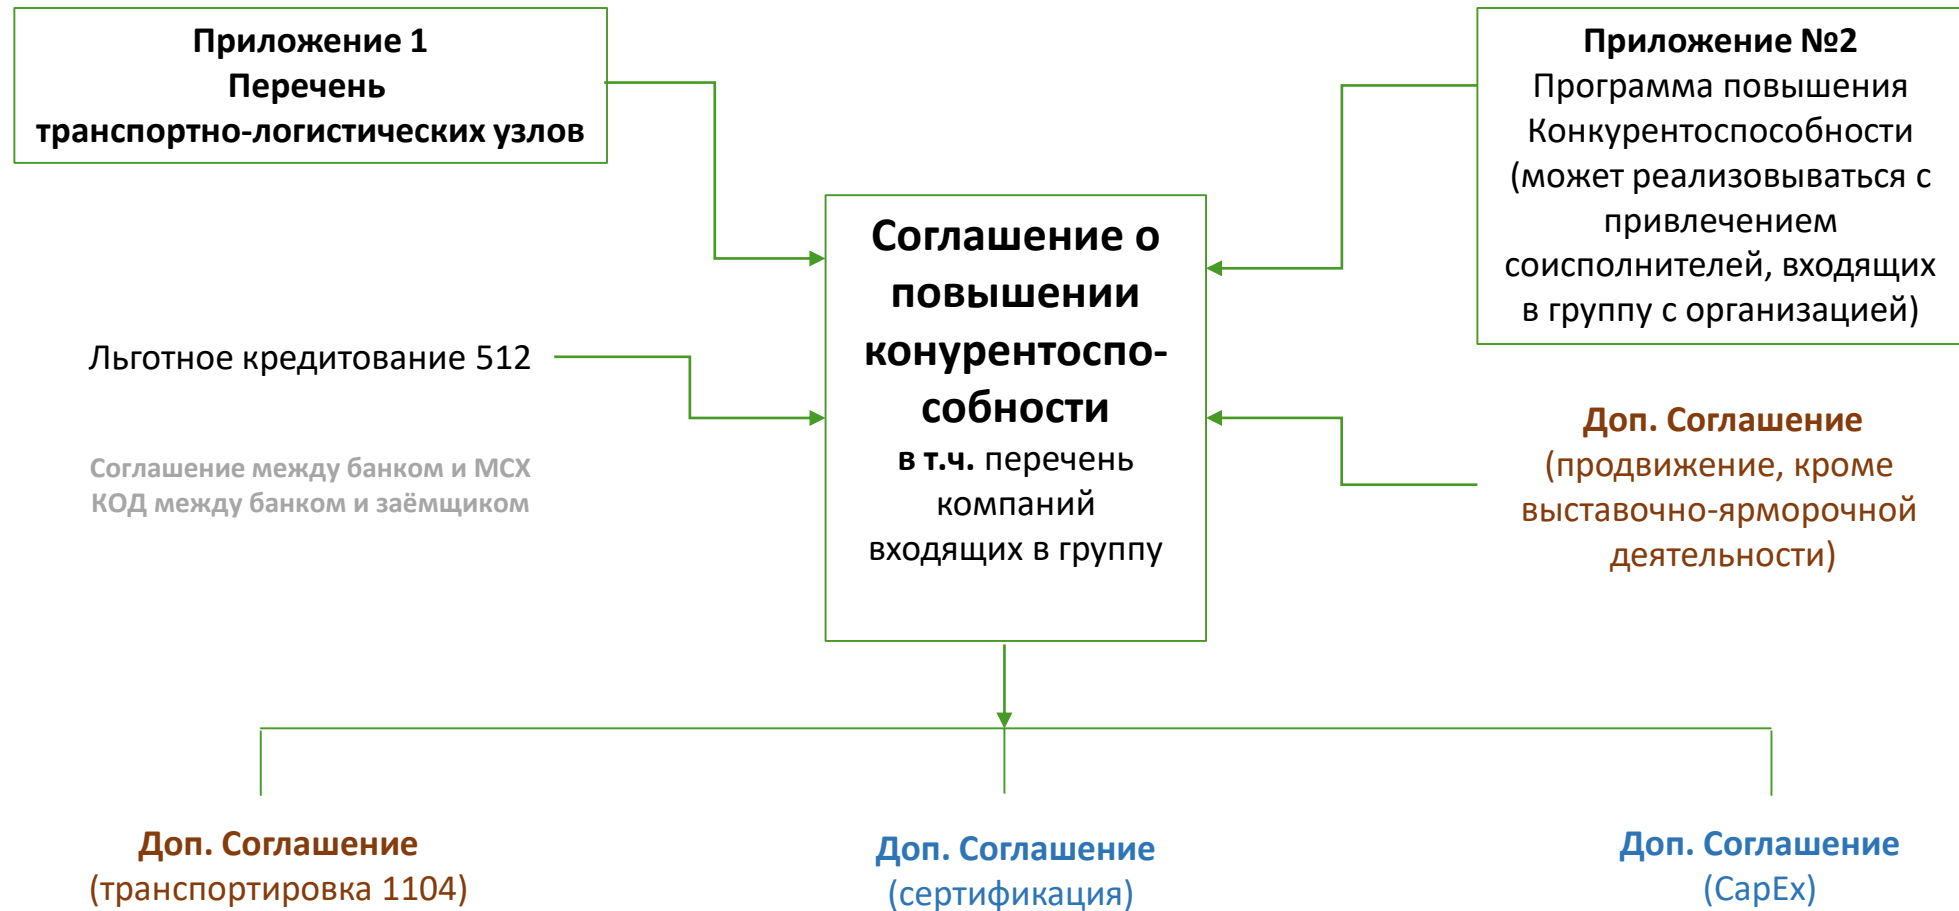 Приложение 1
Перечень
транспортно-логистических узлов
Приложение №2
Программа повышения
Конкурентоспособности
(может реализовываться с
привлечением
соисполнителей, входящих
в группу с организацией)
Соглашение о
повышении
конурентоспо-
собности
в т.ч. перечень
компаний
входящих в группу
Льготное кредитование 512
Соглашение между банком и МСХ
КОД между банком и заёмщиком
Доп. Соглашение
(продвижение, кроме
выставочно-ярморочной
деятельности)
Доп. Соглашение
(транспортировка 1104)
Доп. Соглашение
(сертификация)
Доп. Соглашение
(CapEx)